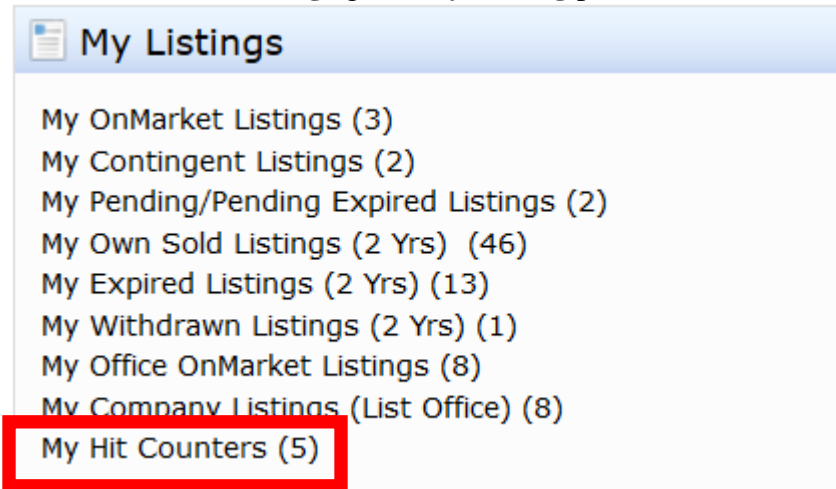 My Listings
My OnMarket Listings (3)
My Contingent Listings (2)
My Pending/Pending Expired Listings (2)
My Own Sold Listings (2 Yrs)  (46)
My Expired Listings (2 Yrs) (13)
My Withdrawn Listings (2 Yrs) (1)
My Office OnMarket Listings (8)
My Company Listings (List Office) (8)
My Hit Counters (5)